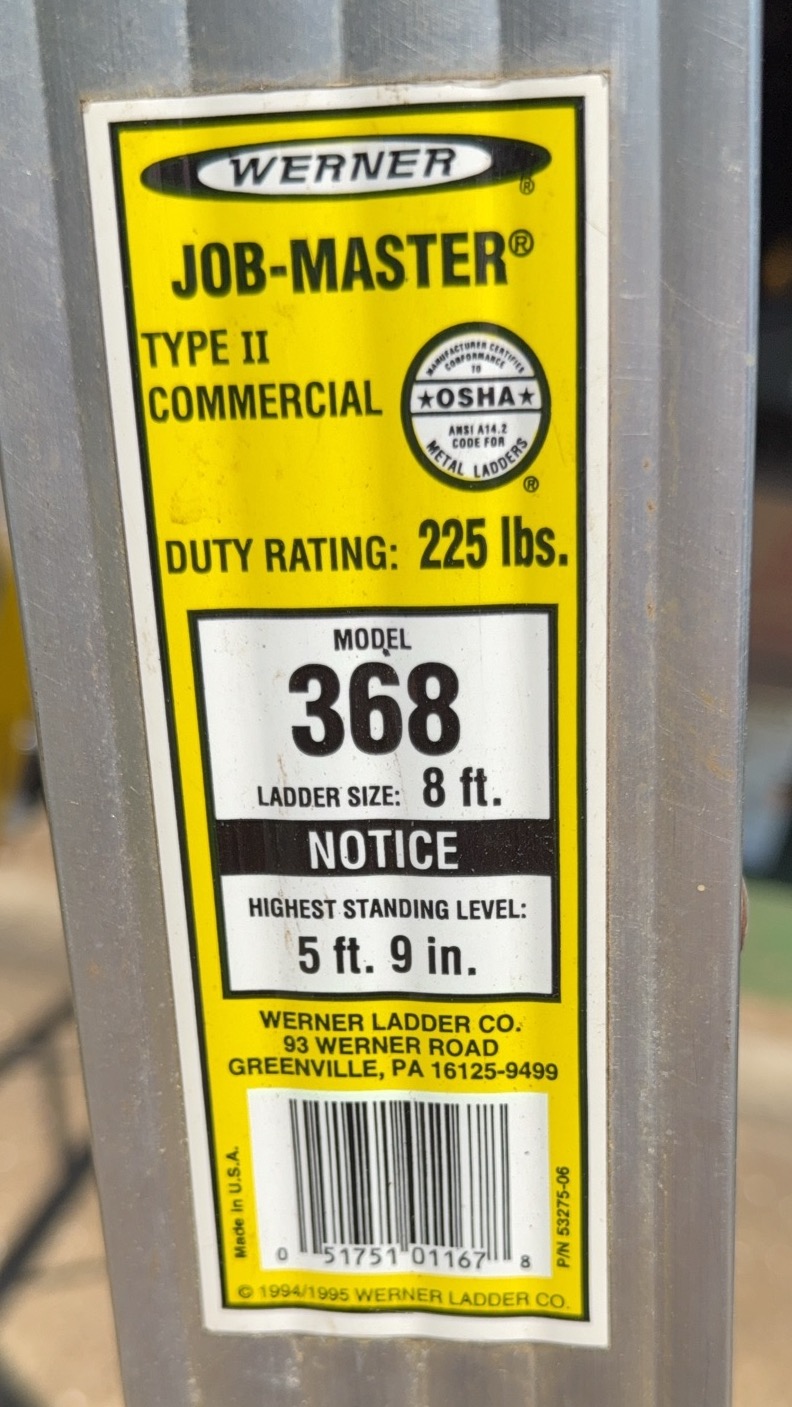 WERNER®
JOB-MASTER®
TYPE II
COMMERCIAL
MANUFACTURER CERTIFIES
CONFORMANCE
TO
★OSHA★
ANSI A14.2
CODE FOR
METAL LADDERS
®
DUTY RATING: 225 lbs.
MODEL
368
LADDER SIZE: 8 ft.
NOTICE
HIGHEST STANDING LEVEL:
5 ft. 9 in.
WERNER LADDER CO.
93 WERNER ROAD
GREENVILLE, PA 16125-9499
Made in U.S.A.
P/N 53275-06
0 51751 01167 8
© 1994/1995 WERNER LADDER CO.